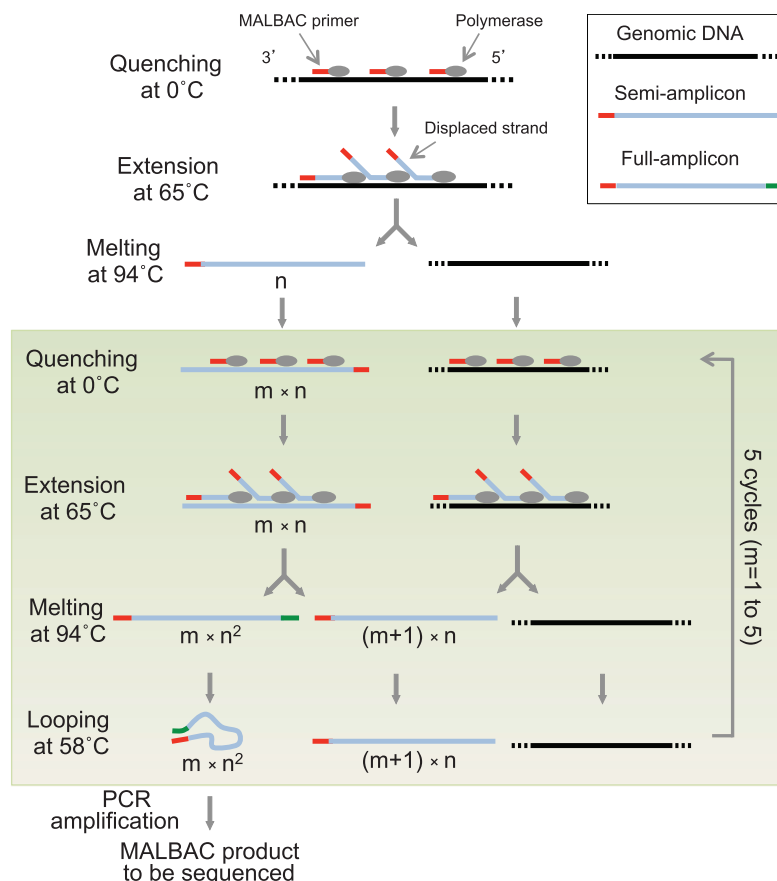 MALBAC primer
Polymerase
3’
5’
Quenching
at 0˚C
Displaced strand
Extension
at 65˚C
Melting
at 94˚C
n
Genomic DNA
Semi-amplicon
Full-amplicon
Quenching
at 0˚C
m × n
Extension
at 65˚C
m × n
Melting
at 94˚C
m × n²
(m+1) × n
Looping
at 58˚C
m × n²
(m+1) × n
5 cycles (m=1 to 5)
PCR
amplification
MALBAC product
to be sequenced